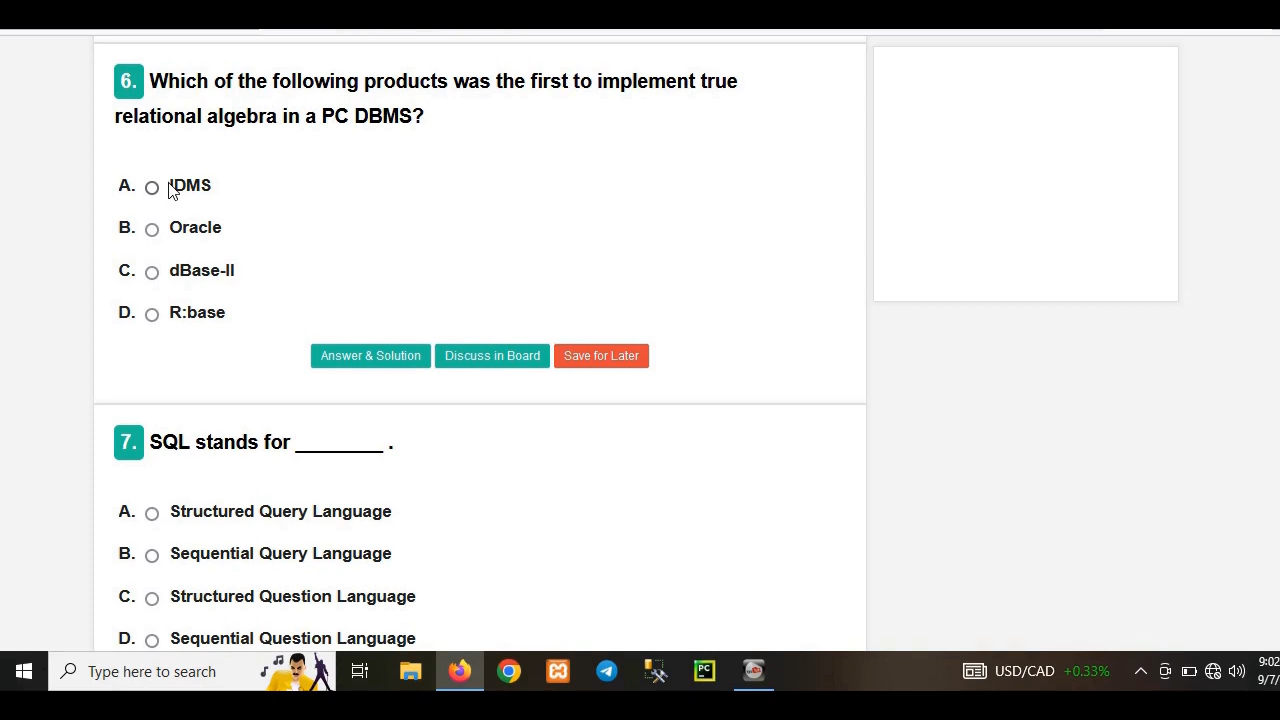 6. Which of the following products was the first to implement true
relational algebra in a PC DBMS?
A. IDMS
B. Oracle
C. dBase-II
D. R:base
Answer & Solution Discuss in Board Save for Later
7. SQL stands for ________ .
A. Structured Query Language
B. Sequential Query Language
C. Structured Question Language
D. Sequential Question Language
Type here to search PC USD/CAD +0.33% 9:02
9/7/